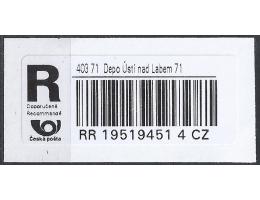 403 71 Depo Ústí nad Labem 71
R
Doporučeně
Recommandé
Česká pošta
RR 19519451 4 CZ